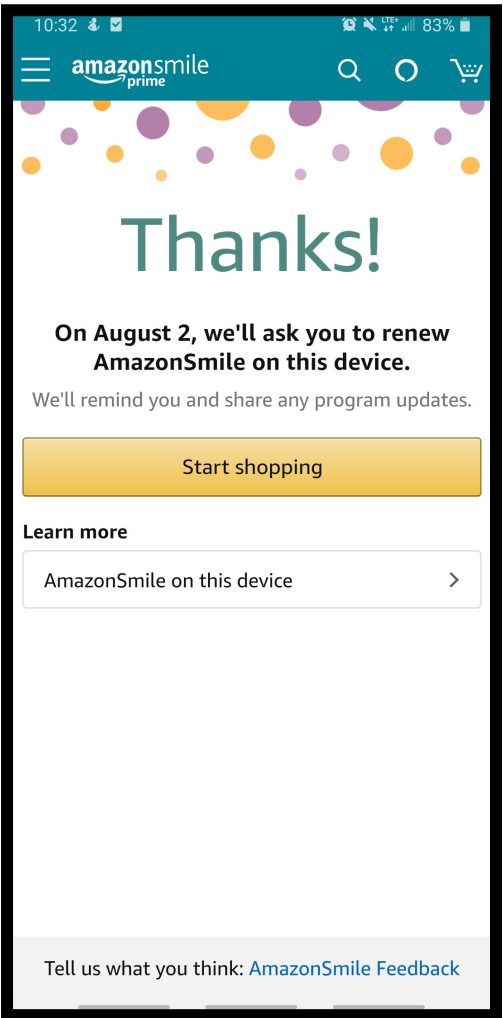 10:32 LTE+ 83%
amazonsmile
prime
Thanks!
On August 2, we'll ask you to renew
AmazonSmile on this device.
We'll remind you and share any program updates.
Start shopping
Learn more
AmazonSmile on this device
Tell us what you think: AmazonSmile Feedback